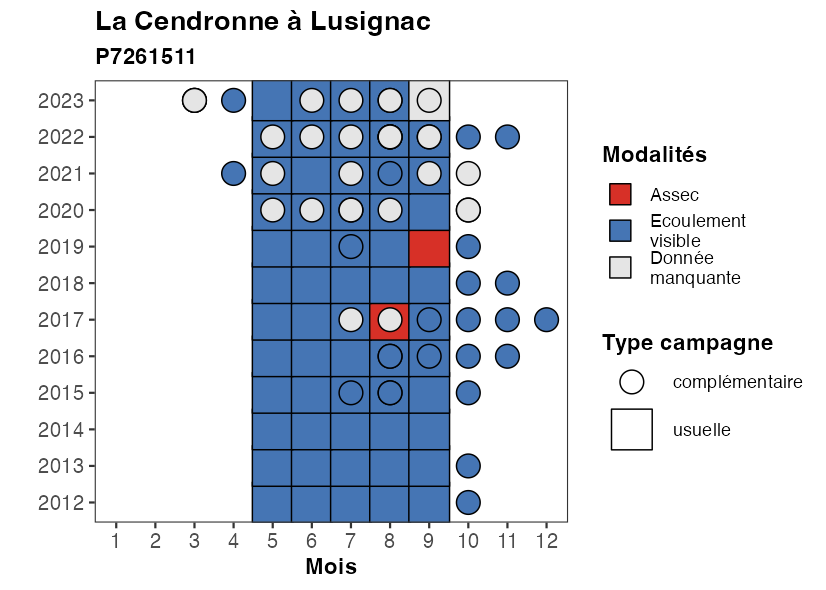 La Cendronne à Lusignac
P7261511
2023
2022
2021
2020
2019
2018
2017
2016
2015
2014
2013
2012
1 2 3 4 5 6 7 8 9 10 11 12
Mois
Modalités
Assec
Ecoulement
visible
Donnée
manquante
Type campagne
complémentaire
usuelle